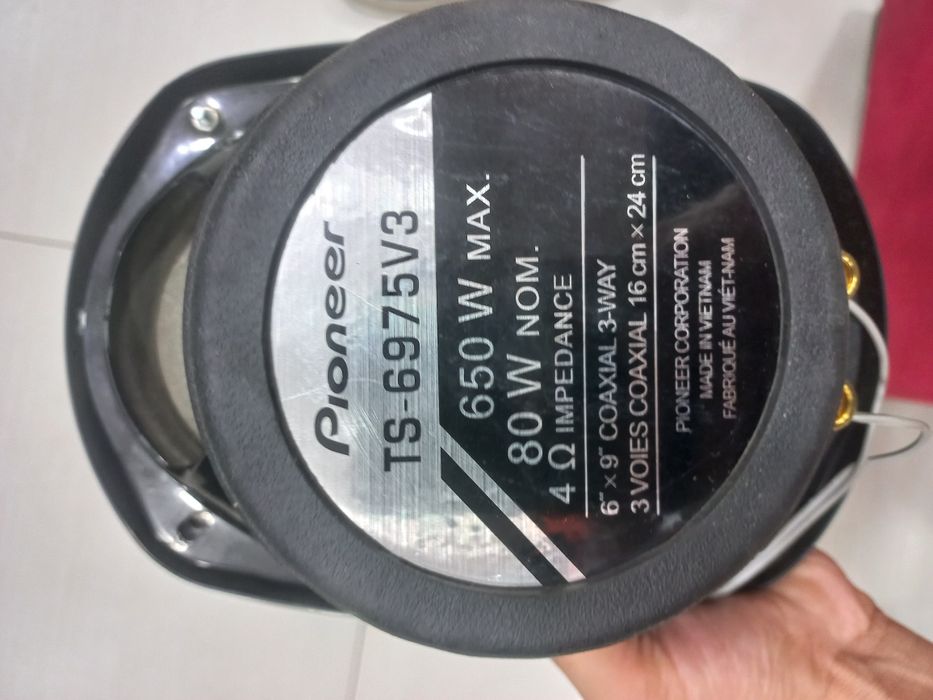 Pioneer
TS-6975V3
650 W MAX.
80 W NOM.
4 Ω IMPEDANCE
6″ × 9″ COAXIAL 3-WAY
3 VOIES COAXIAL 16 cm × 24 cm
PIONEER CORPORATION
MADE IN VIETNAM
FABRIQUÉ AU VIÊT-NAM